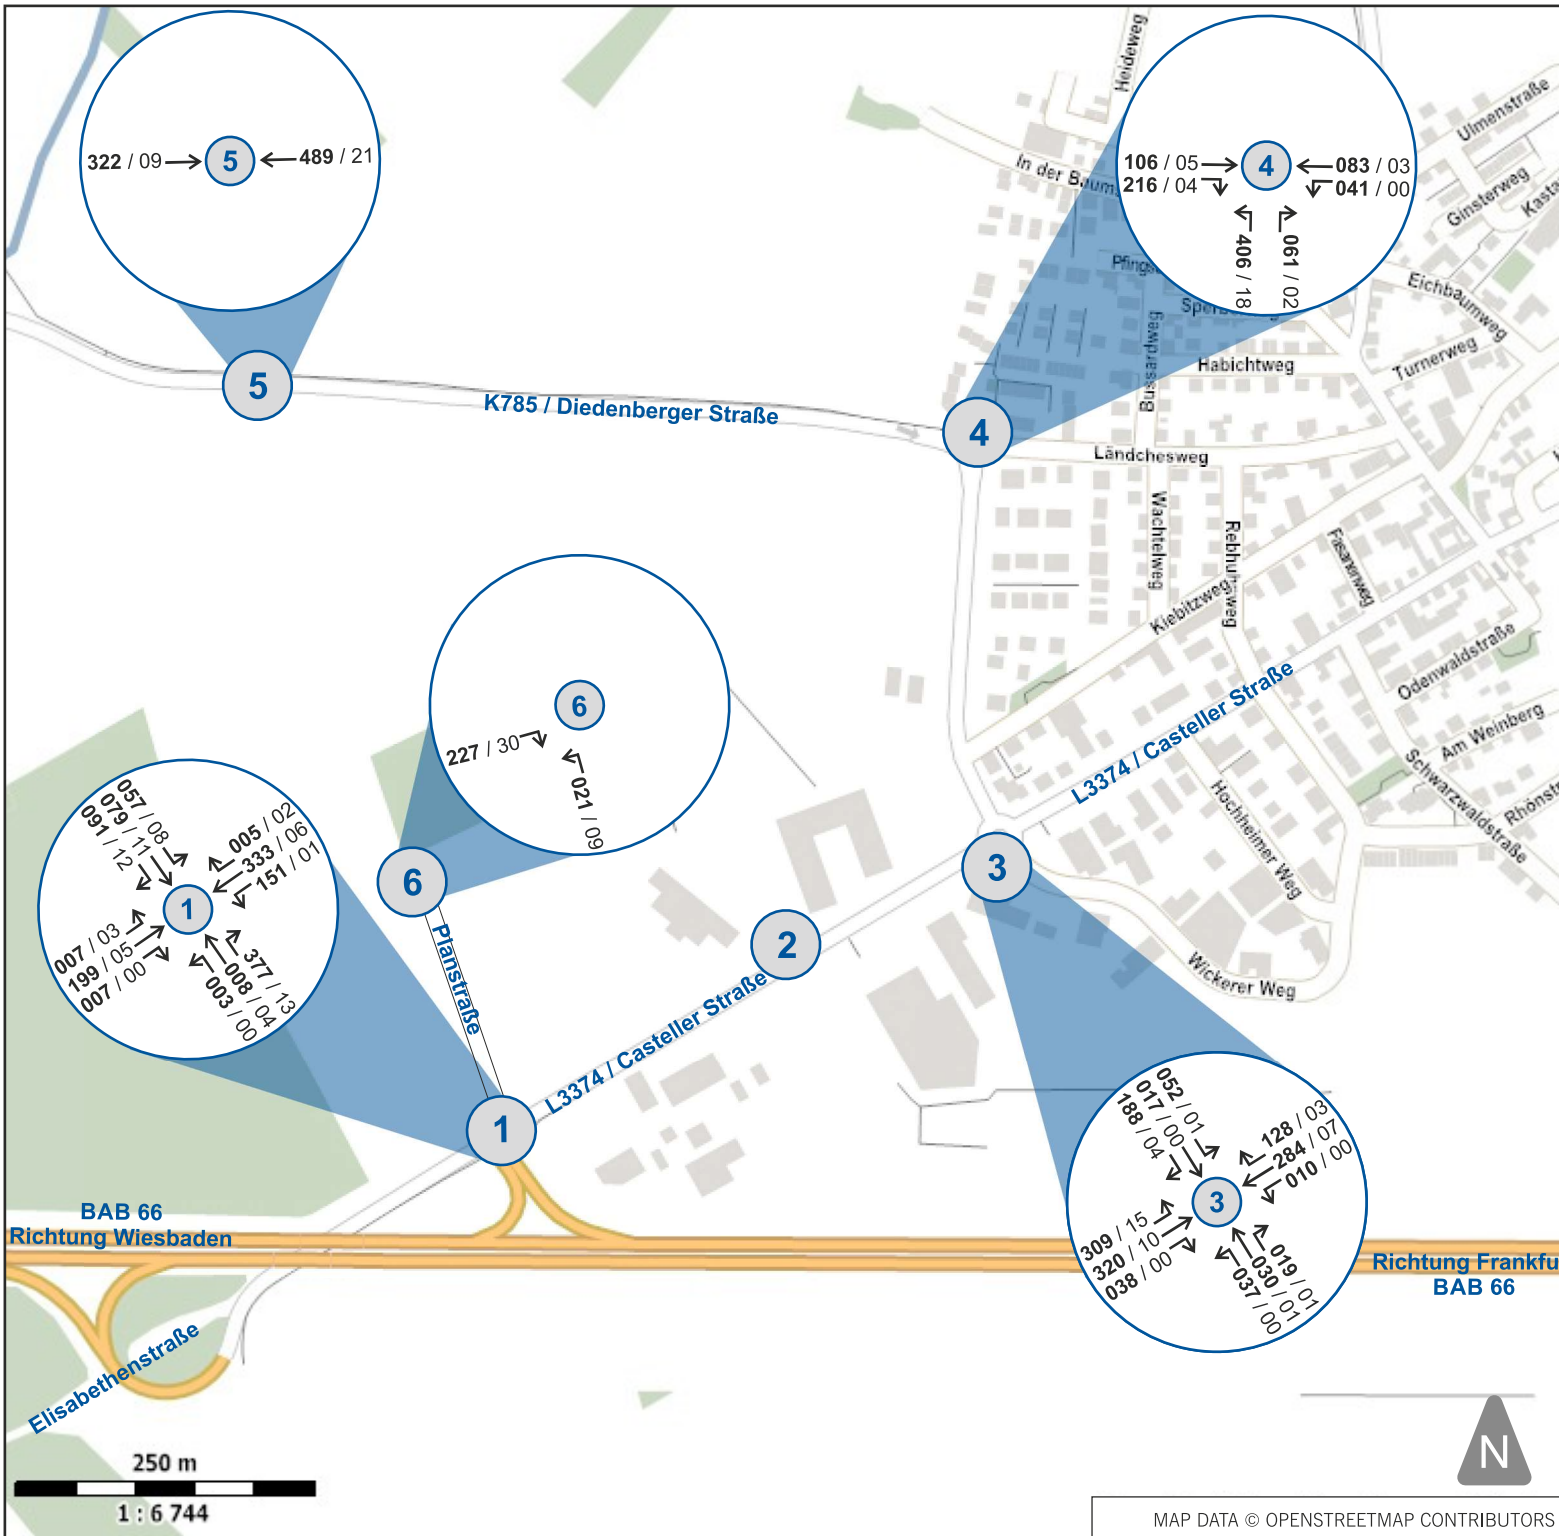 322 / 09
5
489 / 21
106 / 05
216 / 04
4
083 / 03
041 / 00
406 / 18
061 / 02
Heideweg
Ulmenstraße
In der Baums
Ginsterweg
Eichbaumweg
Turnerweg
Habichtweg
Bussardweg
5
K785 / Diedenberger Straße
4
Ländchesweg
Wachtelweg
Rebhuhnweg
Fasanenweg
Kiebitzweg
Odenwaldstraße
Am Weinberg
Schwarzwaldstraße
Hochheimer Weg
L3374 / Casteller Straße
6
227 / 30
021 / 09
057 / 08
079 / 11
091 / 12
005 / 02
333 / 06
151 / 01
1
007 / 03
199 / 05
007 / 00
377 / 13
008 / 04
003 / 00
6
Planstraße
2
3
Wickerer Weg
L3374 / Casteller Straße
1
052 / 01
017 / 00
188 / 04
128 / 03
284 / 07
010 / 00
3
309 / 15
320 / 10
038 / 00
019 / 01
030 / 01
037 / 00
BAB 66
Richtung Wiesbaden
Richtung Frankfu
BAB 66
Elisabethenstraße
250 m
1 : 6 744
N
MAP DATA © OPENSTREETMAP CONTRIBUTORS